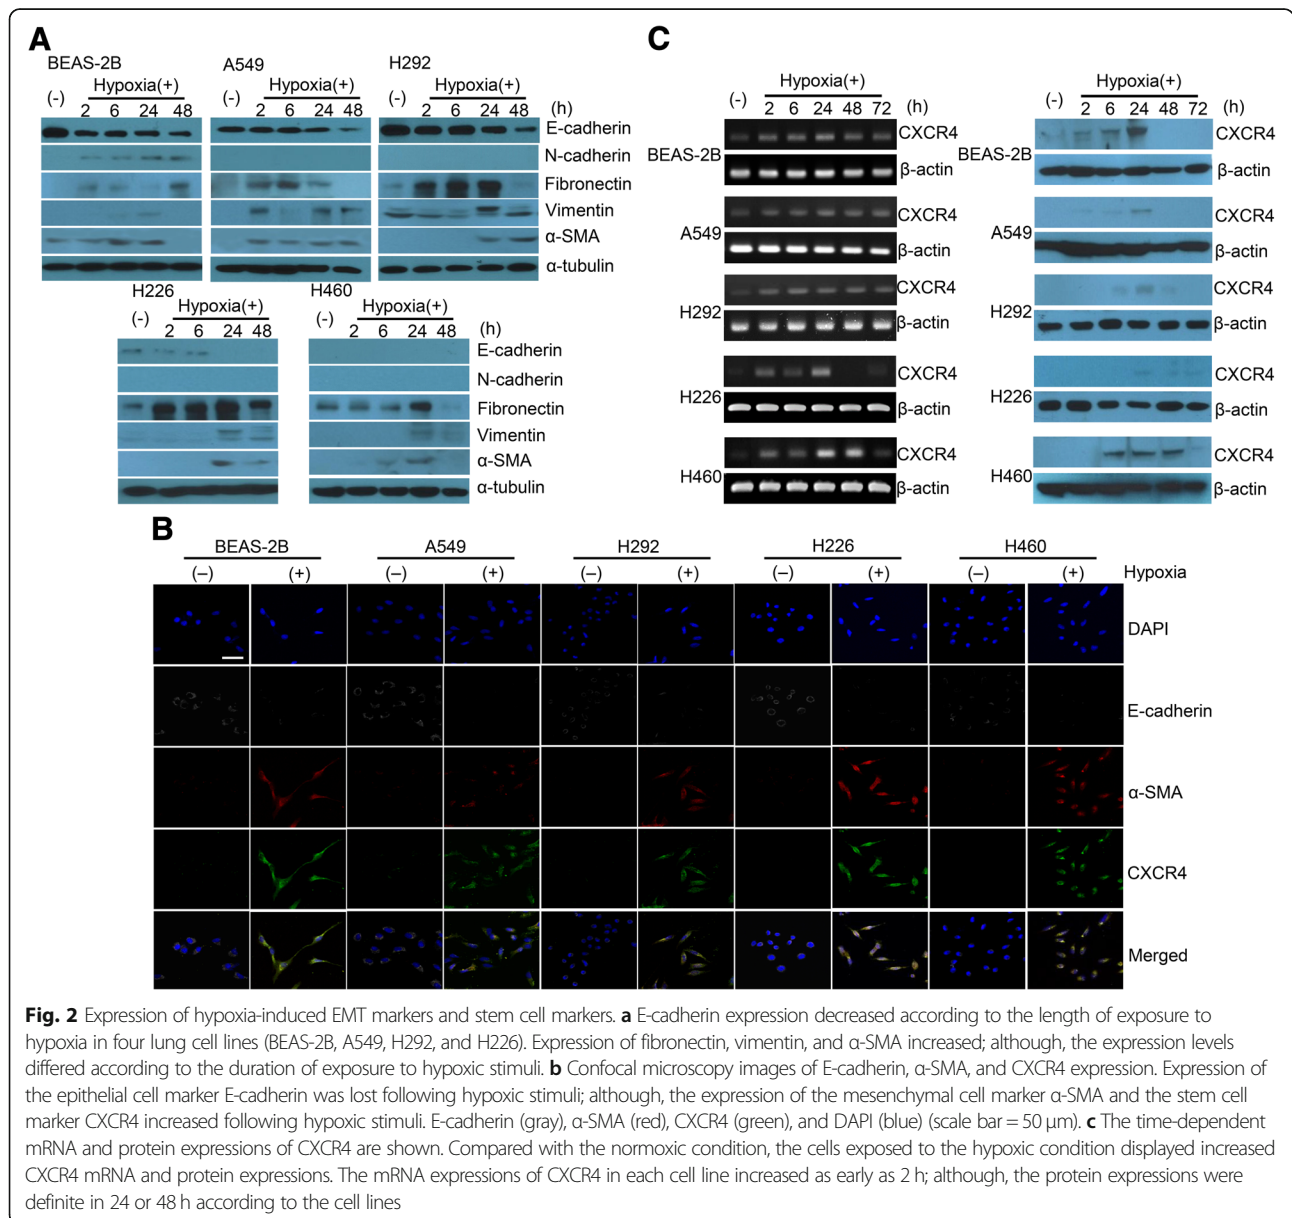 A
BEAS-2B A549 H292
(-) Hypoxia(+) (-) Hypoxia(+) (-) Hypoxia(+)
2 6 24 48 2 6 24 48 2 6 24 48 (h)
E-cadherin
N-cadherin
Fibronectin
Vimentin
α-SMA
α-tubulin
H226 H460
(-) Hypoxia(+) (-) Hypoxia(+)
2 6 24 48 2 6 24 48 (h)
E-cadherin
N-cadherin
Fibronectin
Vimentin
α-SMA
α-tubulin
C
Hypoxia(+) Hypoxia(+)
(-) 2 6 24 48 72 (h) (-) 2 6 24 48 72 (h)
CXCR4 CXCR4
BEAS-2B BEAS-2B
β-actin β-actin
CXCR4 CXCR4
A549 A549
β-actin β-actin
CXCR4 CXCR4
H292 H292
β-actin β-actin
CXCR4 CXCR4
H226 H226
β-actin β-actin
CXCR4 CXCR4
H460 H460
β-actin β-actin
B
BEAS-2B A549 H292 H226 H460
(–) (+) (–) (+) (–) (+) (–) (+) (–) (+) Hypoxia
DAPI
E-cadherin
α-SMA
CXCR4
Merged
Fig. 2 Expression of hypoxia-induced EMT markers and stem cell markers. a E-cadherin expression decreased according to the length of exposure to
hypoxia in four lung cell lines (BEAS-2B, A549, H292, and H226). Expression of fibronectin, vimentin, and α-SMA increased; although, the expression levels
differed according to the duration of exposure to hypoxic stimuli. b Confocal microscopy images of E-cadherin, α-SMA, and CXCR4 expression. Expression of
the epithelial cell marker E-cadherin was lost following hypoxic stimuli; although, the expression of the mesenchymal cell marker α-SMA and the stem cell
marker CXCR4 increased following hypoxic stimuli. E-cadherin (gray), α-SMA (red), CXCR4 (green), and DAPI (blue) (scale bar = 50 μm). c The time-dependent
mRNA and protein expressions of CXCR4 are shown. Compared with the normoxic condition, the cells exposed to the hypoxic condition displayed increased
CXCR4 mRNA and protein expressions. The mRNA expressions of CXCR4 in each cell line increased as early as 2 h; although, the protein expressions were
definite in 24 or 48 h according to the cell lines